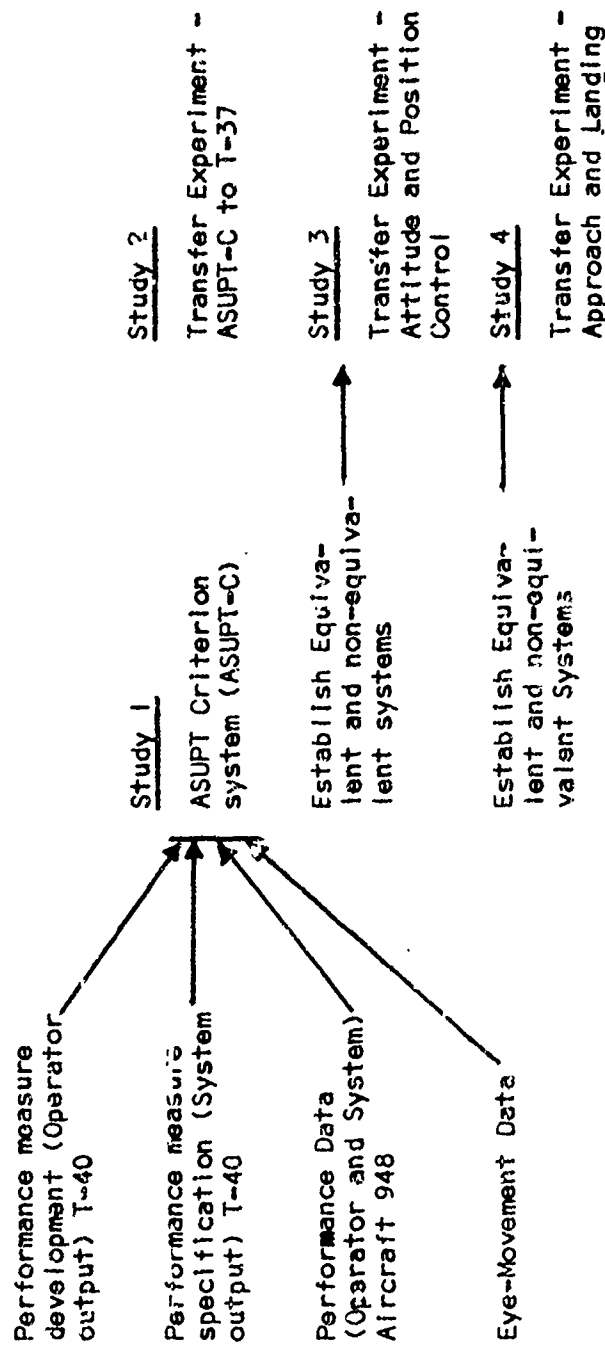 Performance moasure
development (Operator
output) T-40
Performance measure
specification (System
output) T-40
Performance Data
(Operator and System)
Aircraft 948
Eye-Movement Data
Study 1
ASUPT Criterion
system (ASUPT-C)
Establish Equiva-
lent and non-equiva-
lent systems
Establish Equiva-
lent and non-equi-
valent Systems
Study 2
Transfer Experiment -
ASUPT-C to T-37
Study 3
Transfer Experiment -
Attitude and Position
Control
Study 4
Transfer Experiment -
Approach and Landing